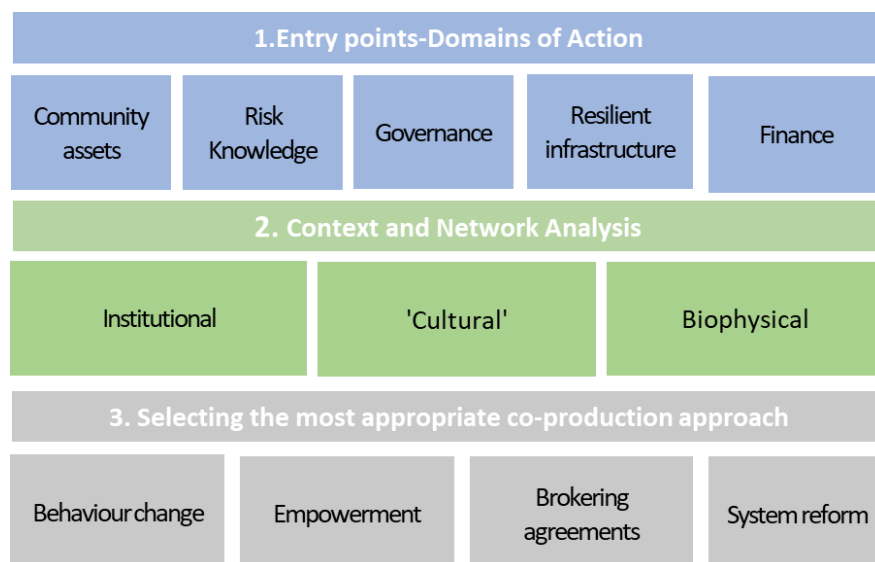 1.Entry points-Domains of Action
Community
assets
Risk
Knowledge
Governance
Resilient
infrastructure
Finance
2. Context and Network Analysis
Institutional
'Cultural'
Biophysical
3. Selecting the most appropriate co-production approach
Behaviour change
Empowerment
Brokering
agreements
System reform